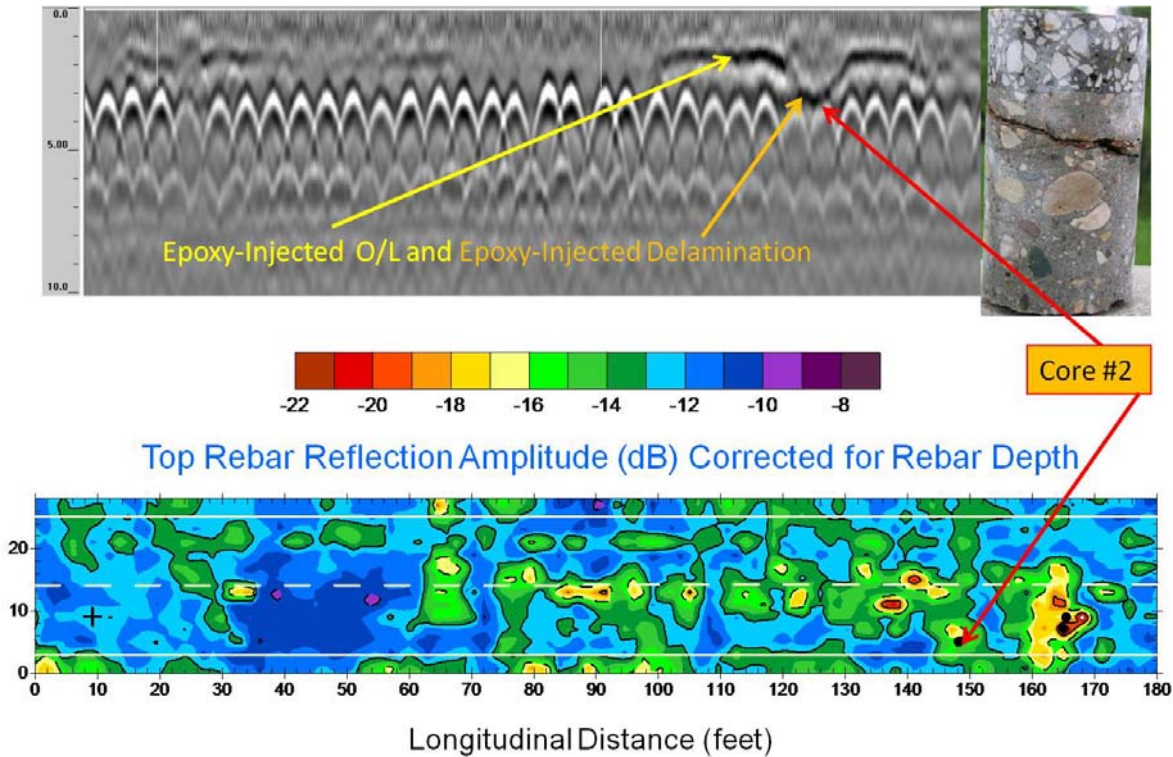 0.0
5.00
10.0
Epoxy-Injected O/L and Epoxy-Injected Delamination
Core #2
-22 -20 -18 -16 -14 -12 -10 -8
Top Rebar Reflection Amplitude (dB) Corrected for Rebar Depth
20
10
0
0 10 20 30 40 50 60 70 80 90 100 110 120 130 140 150 160 170 180
Longitudinal Distance (feet)